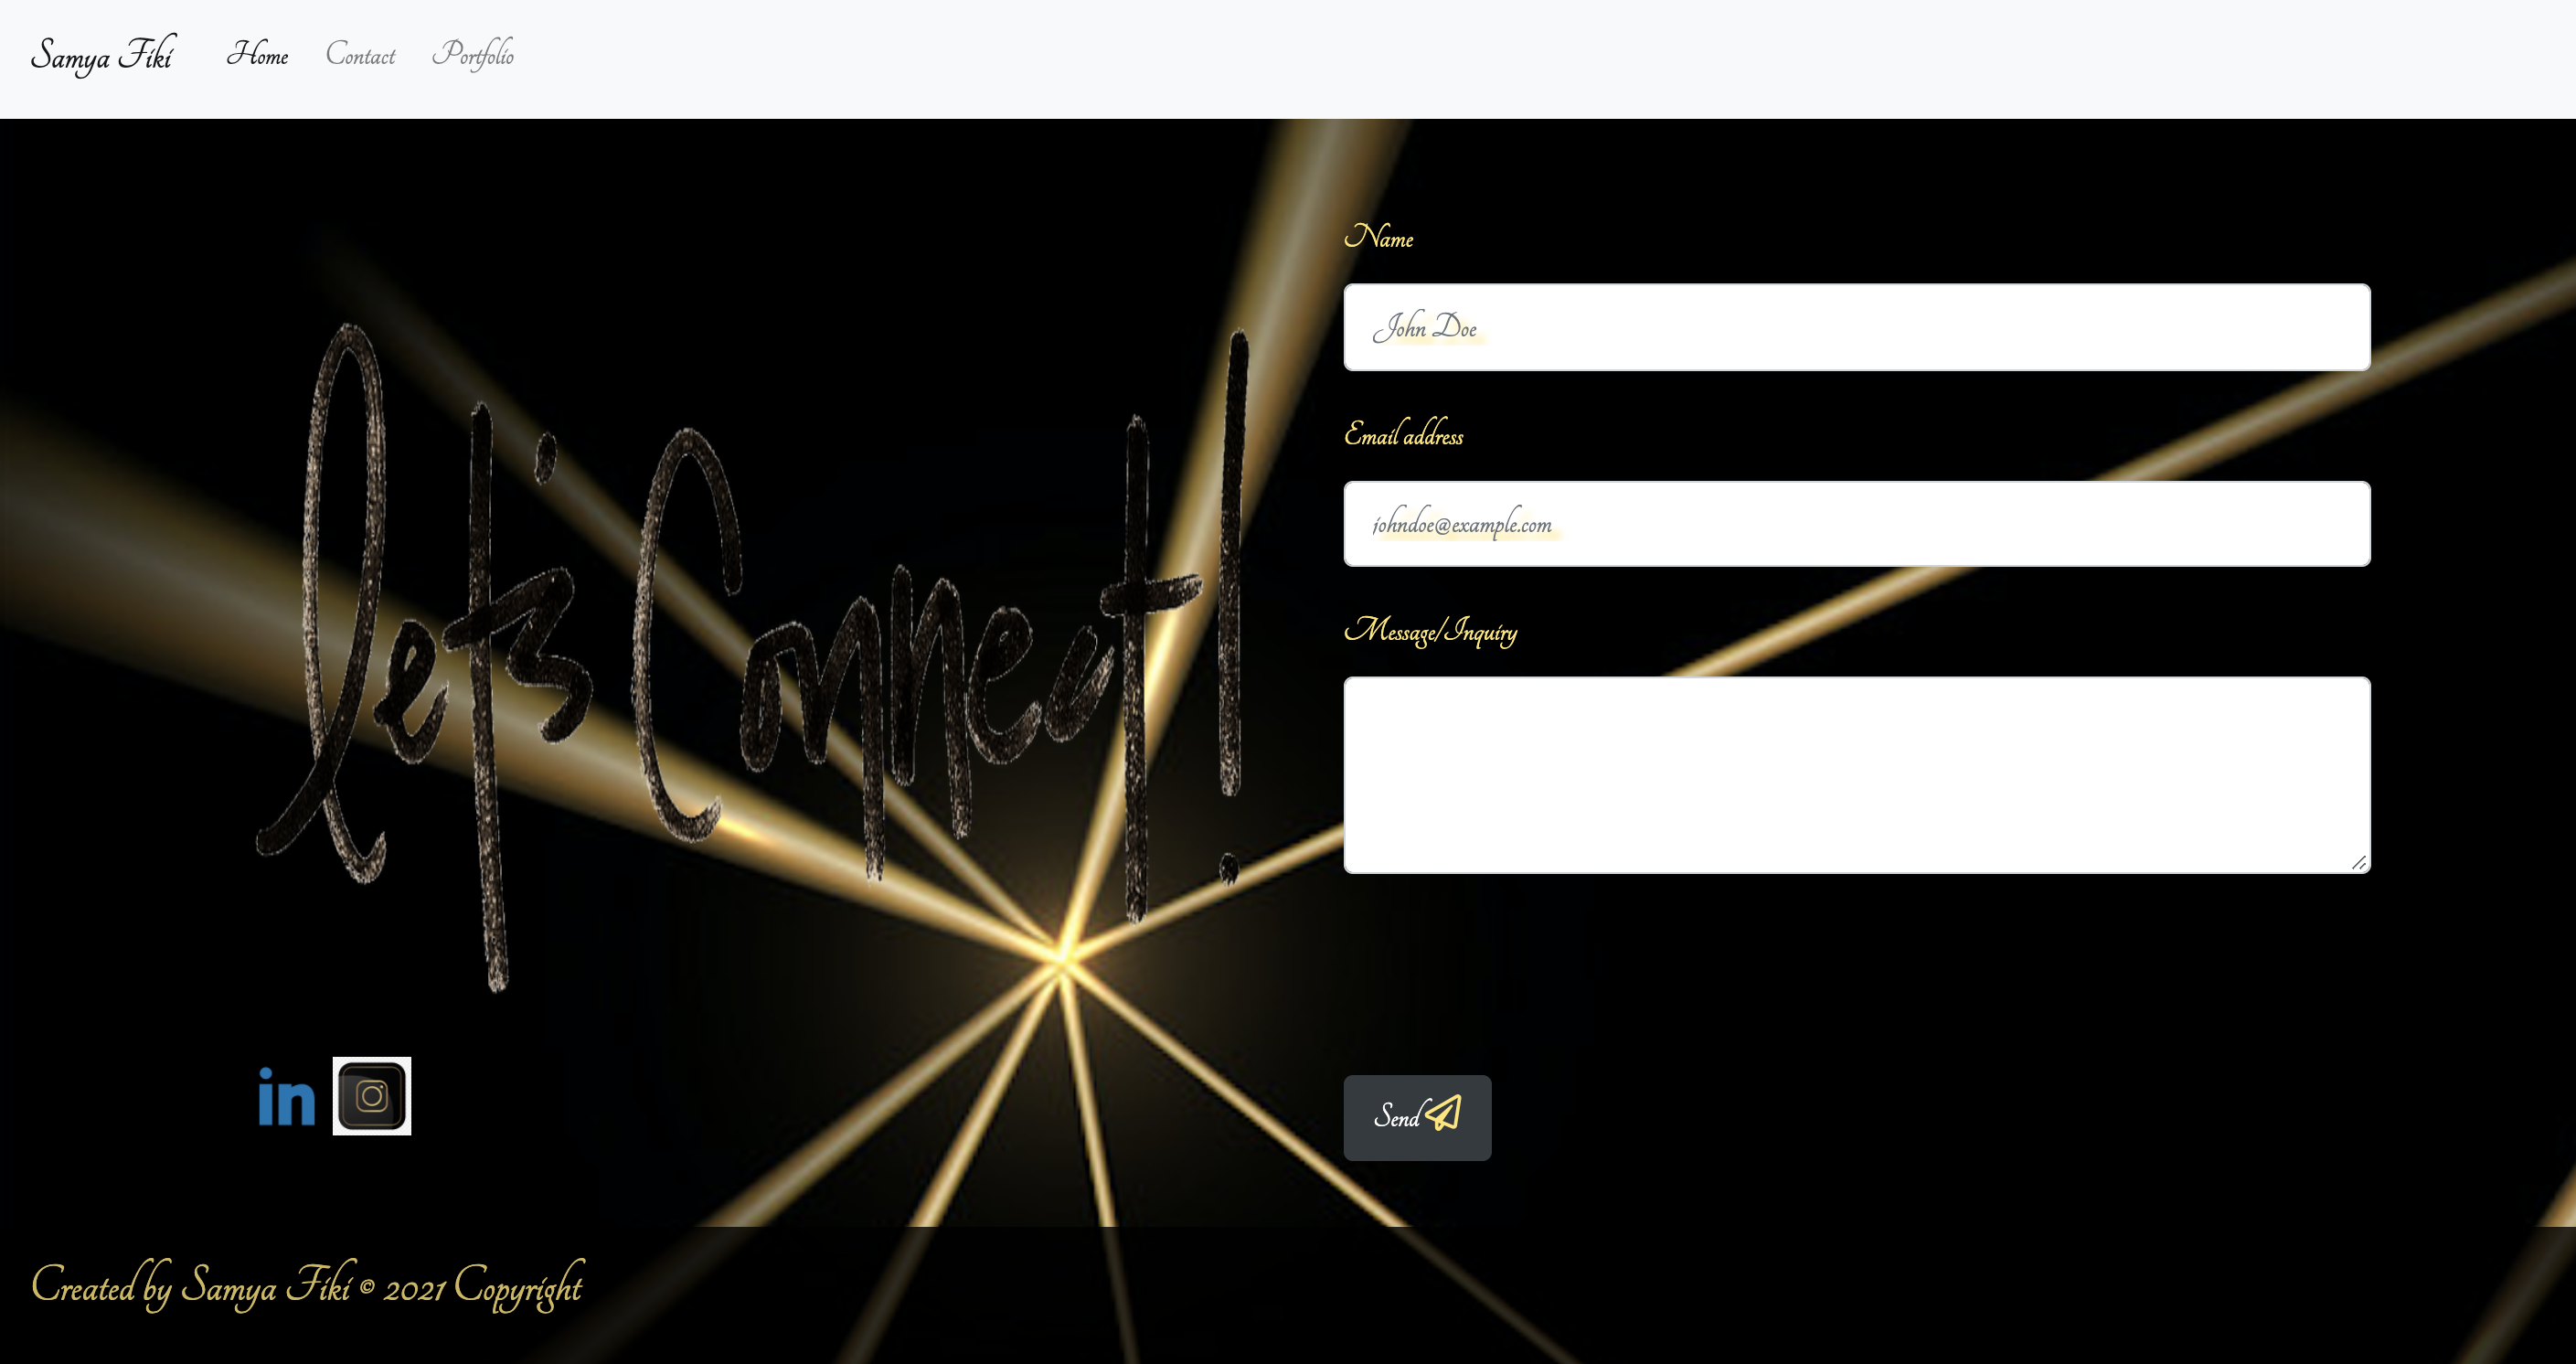 Samya Fiki Home Contact Portfolio
let's Connect!
Name
John Doe
Email address
johndoe@example.com
Message/Inquiry
in
Send
Created by Samya Fiki © 2021 Copyright